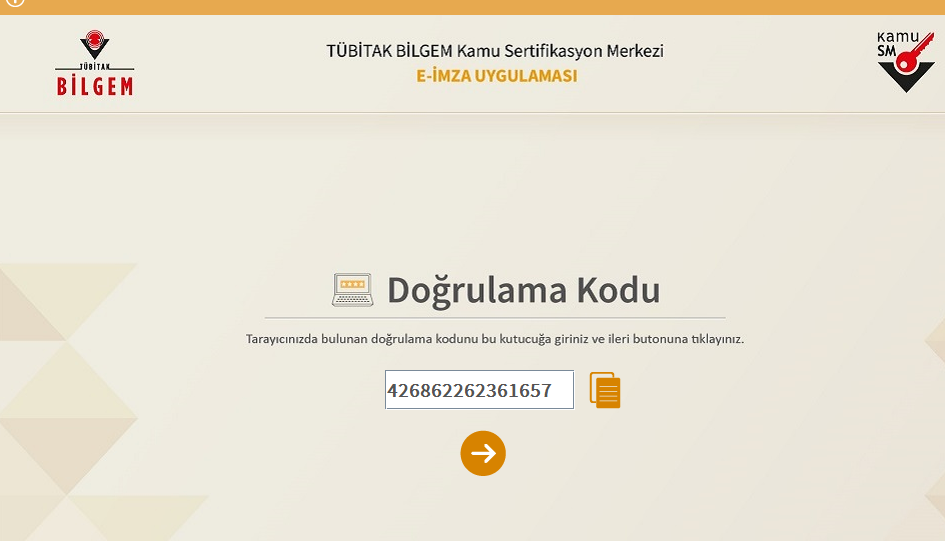 TÜBİTAK
BİLGEM
TÜBİTAK BİLGEM Kamu Sertifikasyon Merkezi
E-İMZA UYGULAMASI
Kamu
SM
Doğrulama Kodu
Tarayıcınızda bulunan doğrulama kodunu bu kutucuğa giriniz ve ileri butonuna tıklayınız.
426862262361657